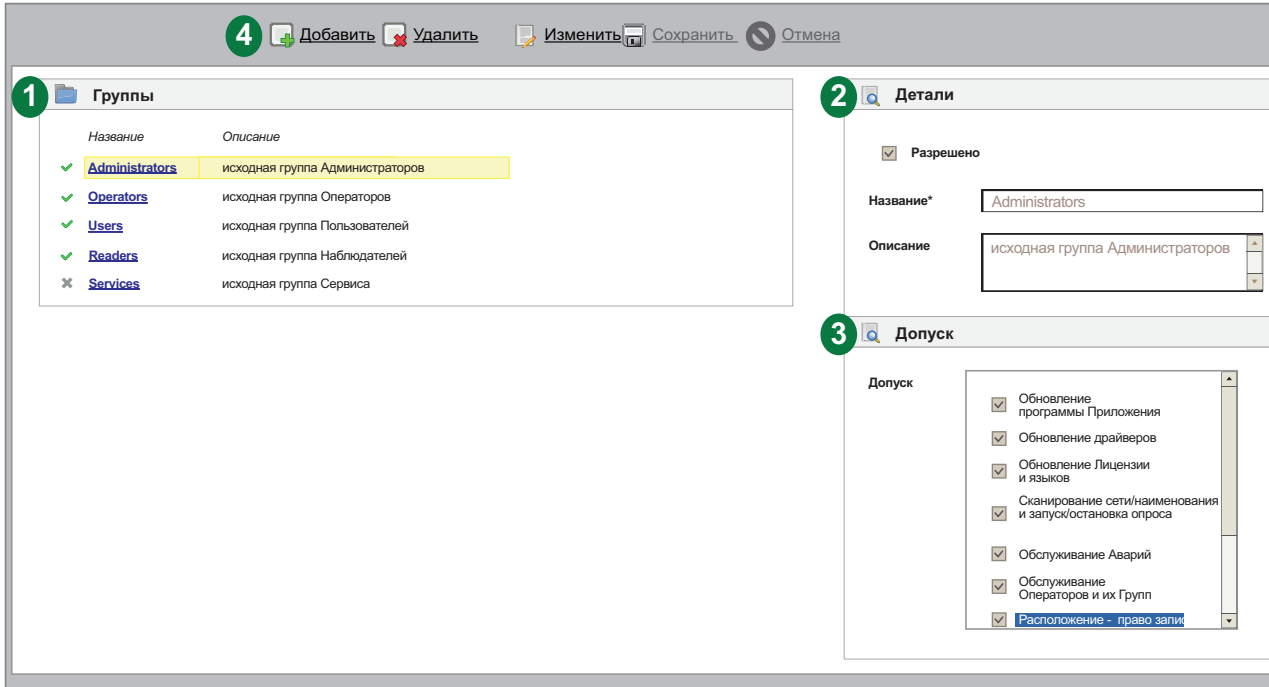 4 Добавить Удалить Изменить Сохранить Отмена
1 Группы
Название Описание
Administrators исходная группа Администраторов
Operators исходная группа Операторов
Users исходная группа Пользователей
Readers исходная группа Наблюдателей
Services исходная группа Сервиса
2 Детали
Разрешено
Название* Administrators
Описание исходная группа Администраторов
3 Допуск
Допуск
Обновление
программы Приложения
Обновление драйверов
Обновление Лицензии
и языков
Сканирование сети/наименования
и запуск/остановка опроса
Обслуживание Аварий
Обслуживание
Операторов и их Групп
Расположение - право запис